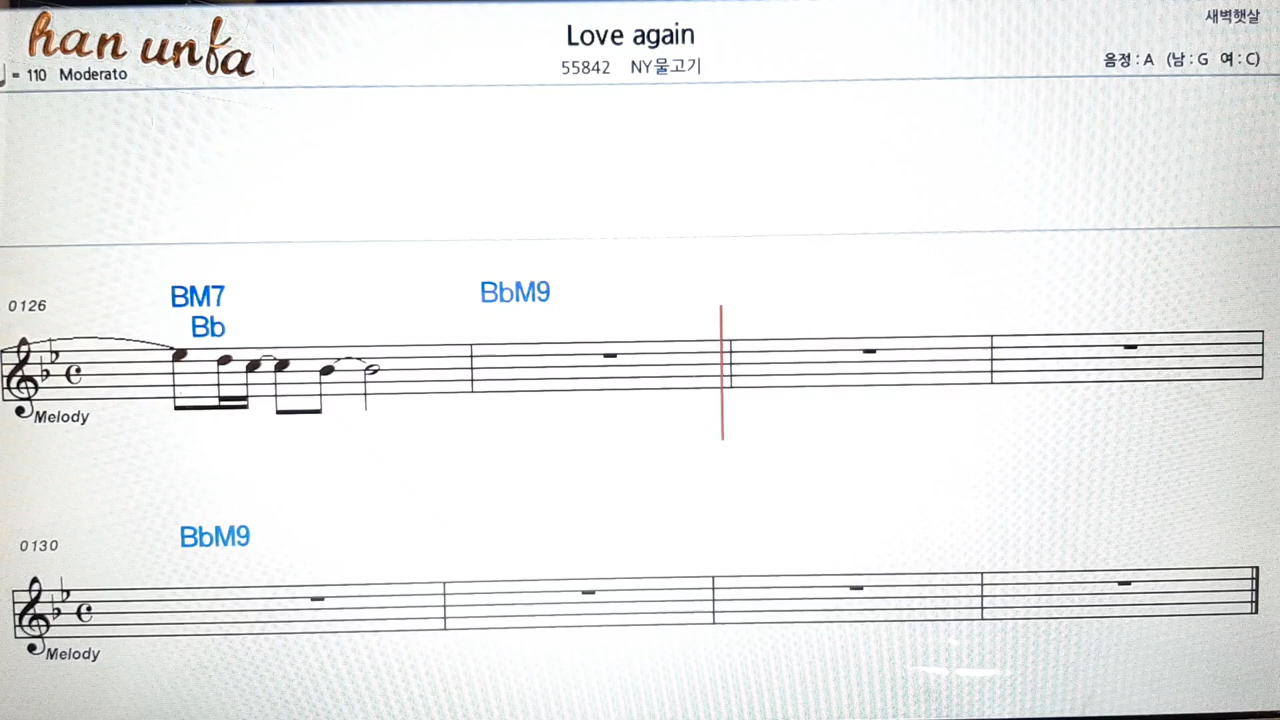 han unfa
새벽햇살
Love again
= 110 Moderato
55842 NY물고기
음정 : A (남 : G 여 : C)
0126
BM7
BbM9
Bb
Melody
0130
BbM9
Melody